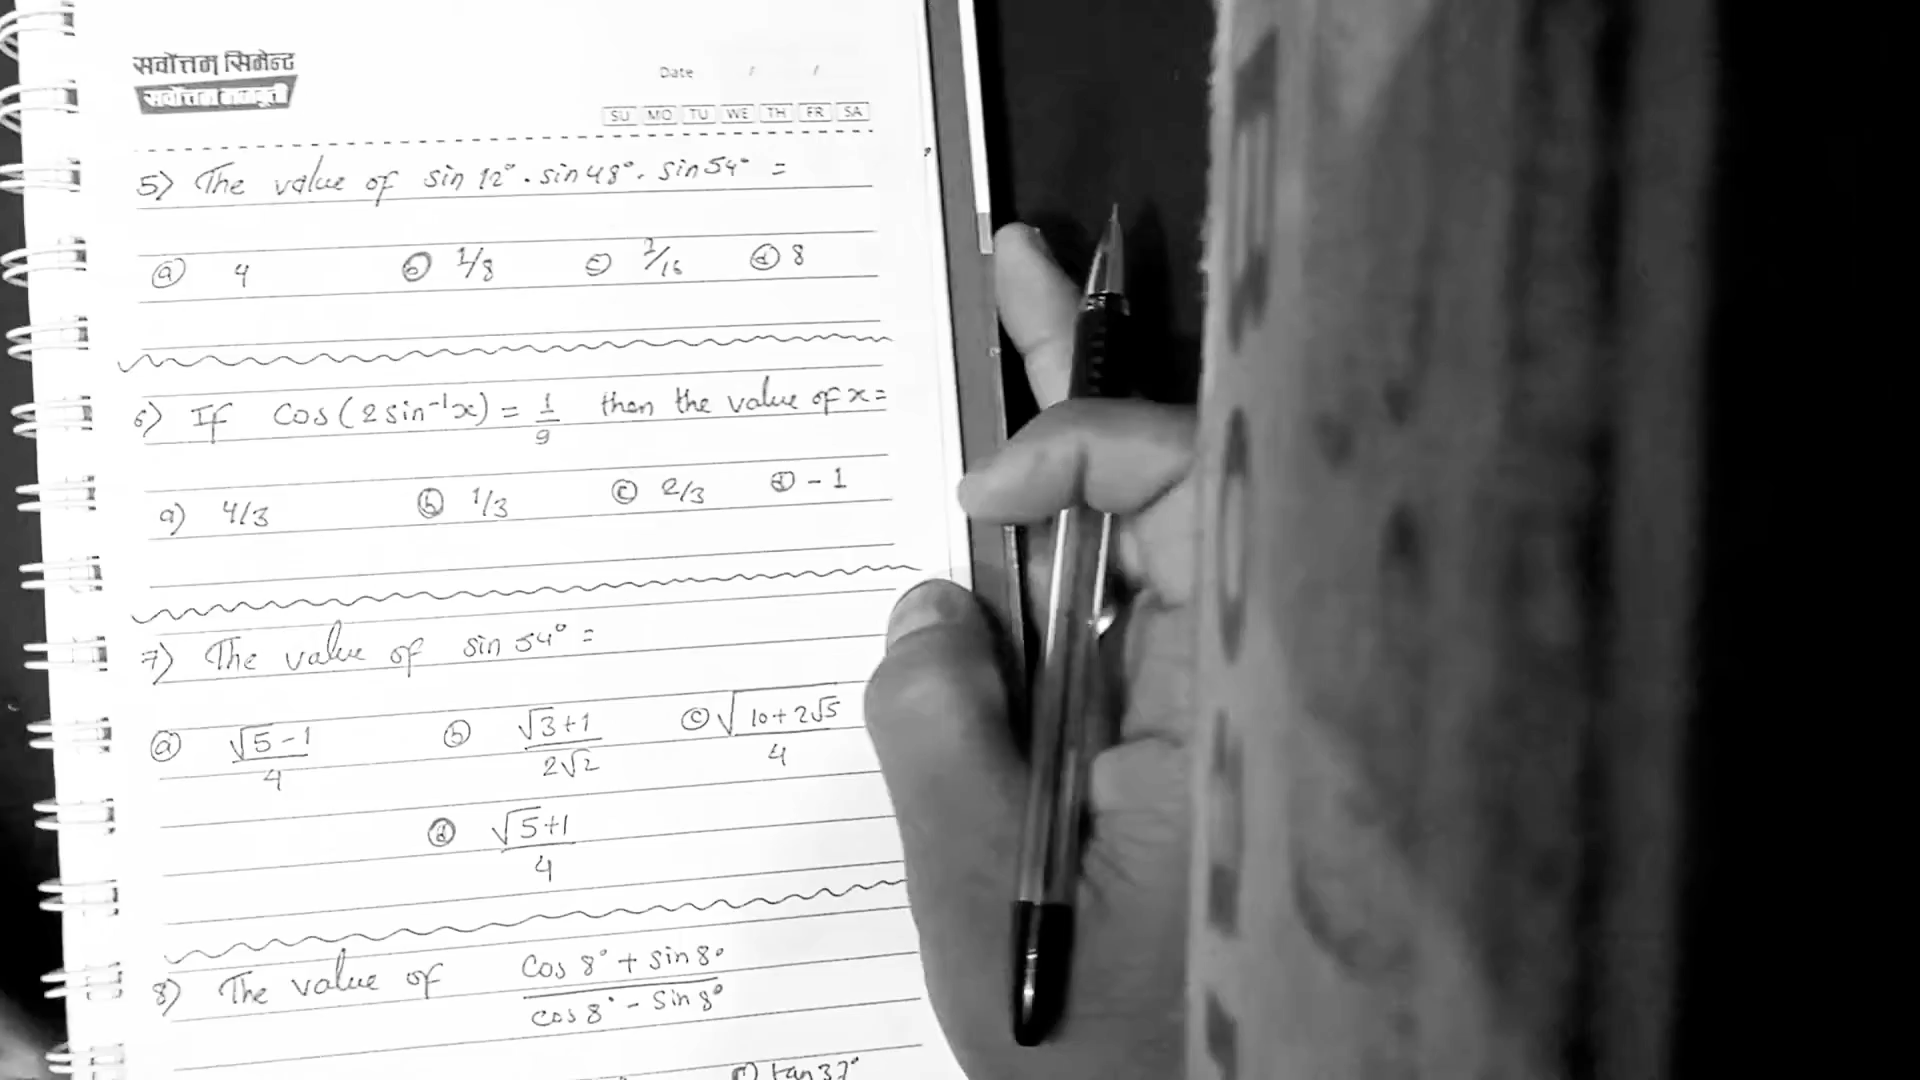 सर्वोत्तम सिमेन्ट
सर्वोत्तम मजबूती
Date / /
SU MO TU WE TH FR SA
5) The value of sin 12° . sin 48° . sin 54° =
ⓐ 4 ⓑ 1/8 ⓒ 1/16 ⓓ 8
6) If Cos (2 sin⁻¹x) = 1/9 then the value of x =
a) 4/3 ⓑ 1/3 ⓒ 2/3 ⓓ - 1
7) The value of sin 54° =
ⓐ √5-1/4 ⓑ √3+1/2√2 ⓒ √10+2√5/4
ⓓ √5+1/4
8) The value of Cos 8° + sin 8°/cos 8° - Sin 8°
tan 37°